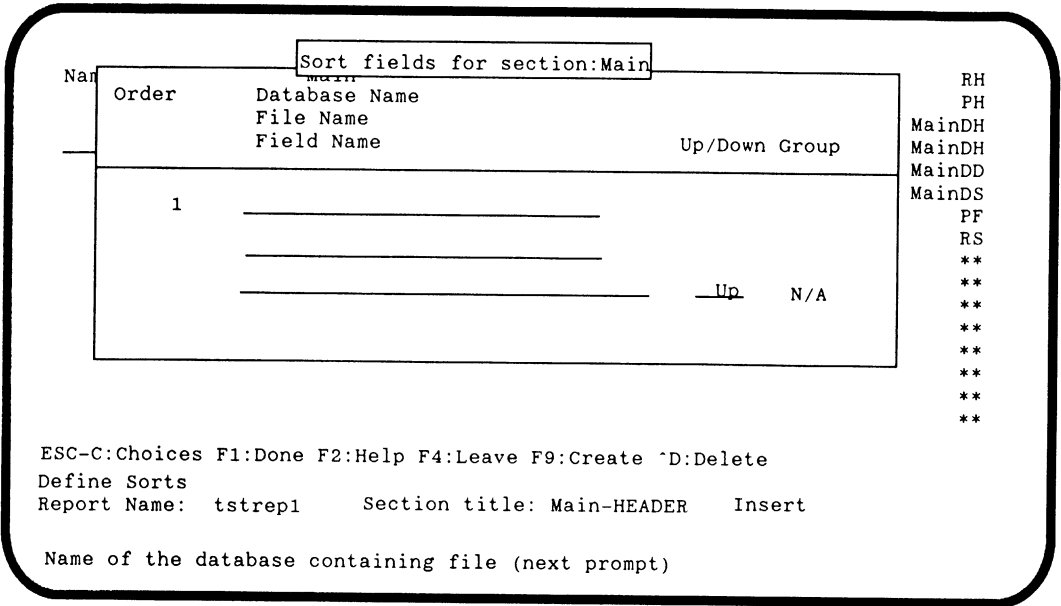 Sort fields for section:Main
Nam Main RH
Order Database Name PH
File Name MainDH
Field Name Up/Down Group MainDH
MainDD
1 MainDS
PF
RS
**
Up N/A **
**
**
**
**
**
**
ESC-C:Choices F1:Done F2:Help F4:Leave F9:Create ^D:Delete
Define Sorts
Report Name: tstrep1 Section title: Main-HEADER Insert
Name of the database containing file (next prompt)